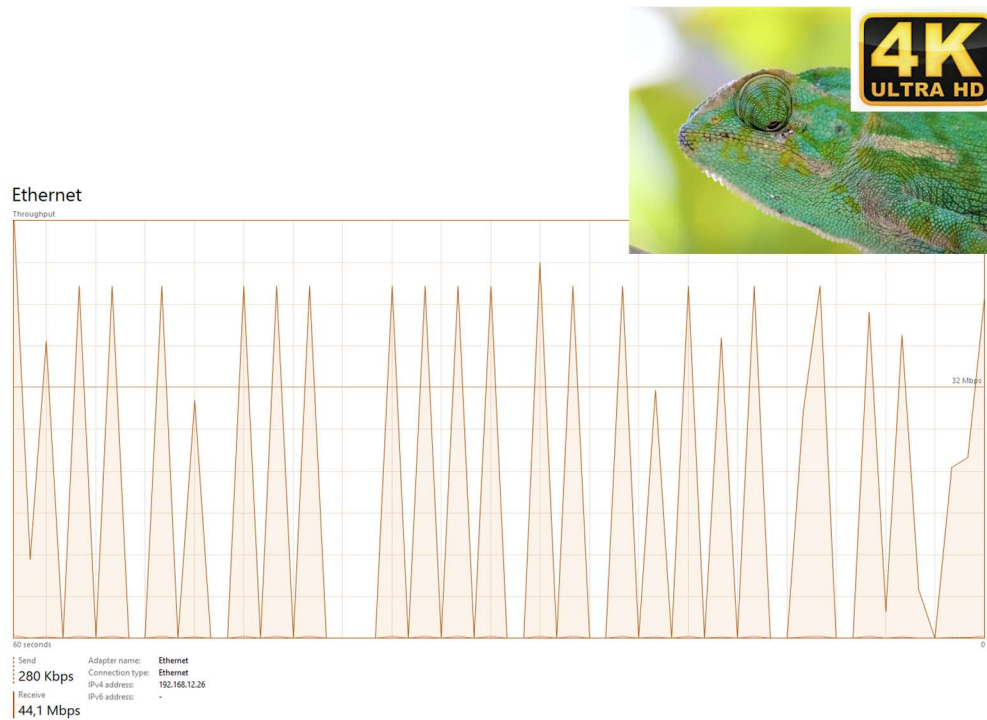 4K
ULTRA HD
Ethernet
Throughput
32 Mbps
60 seconds
0
Send
280 Kbps
Receive
44,1 Mbps
Adapter name: Ethernet
Connection type: Ethernet
IPv4 address: 192.168.12.26
IPv6 address: -